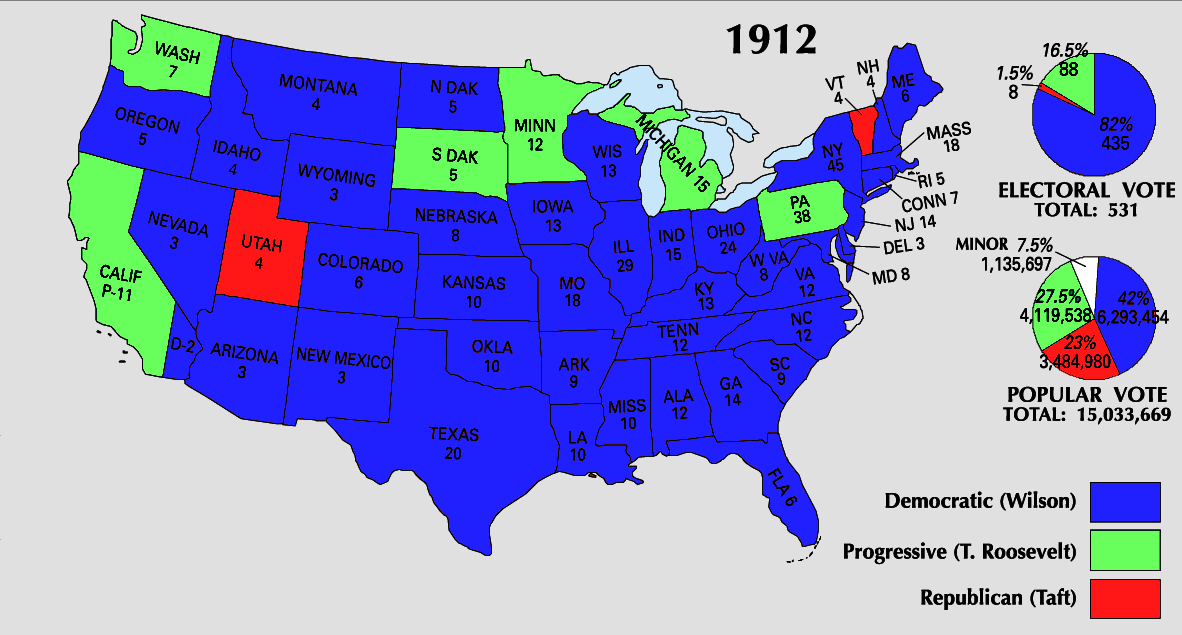 1912
WASH
7
OREGON
5
CALIF
P-11
D-2
NEVADA
3
IDAHO
4
MONTANA
4
WYOMING
3
UTAH
4
ARIZONA
3
COLORADO
6
NEW MEXICO
3
N DAK
5
S DAK
5
NEBRASKA
8
KANSAS
10
OKLA
10
TEXAS
20
MINN
12
IOWA
13
MO
18
ARK
9
LA
10
WIS
13
ILL
29
MICHIGAN 15
IND
15
OHIO
24
KY
13
TENN
12
MISS
10
ALA
12
GA
14
FLA 6
SC
9
NC
12
VA
12
W VA
8
PA
38
NY
45
VT
4
NH
4
ME
6
MASS
18
RI 5
CONN 7
NJ 14
DEL 3
MD 8
16.5%
88
1.5%
8
82%
435
ELECTORAL VOTE
TOTAL: 531
MINOR 7.5%
1,135,697
27.5%
4,119,538
42%
6,293,454
23%
3,484,980
POPULAR VOTE
TOTAL: 15,033,669
Democratic (Wilson)
Progressive (T. Roosevelt)
Republican (Taft)